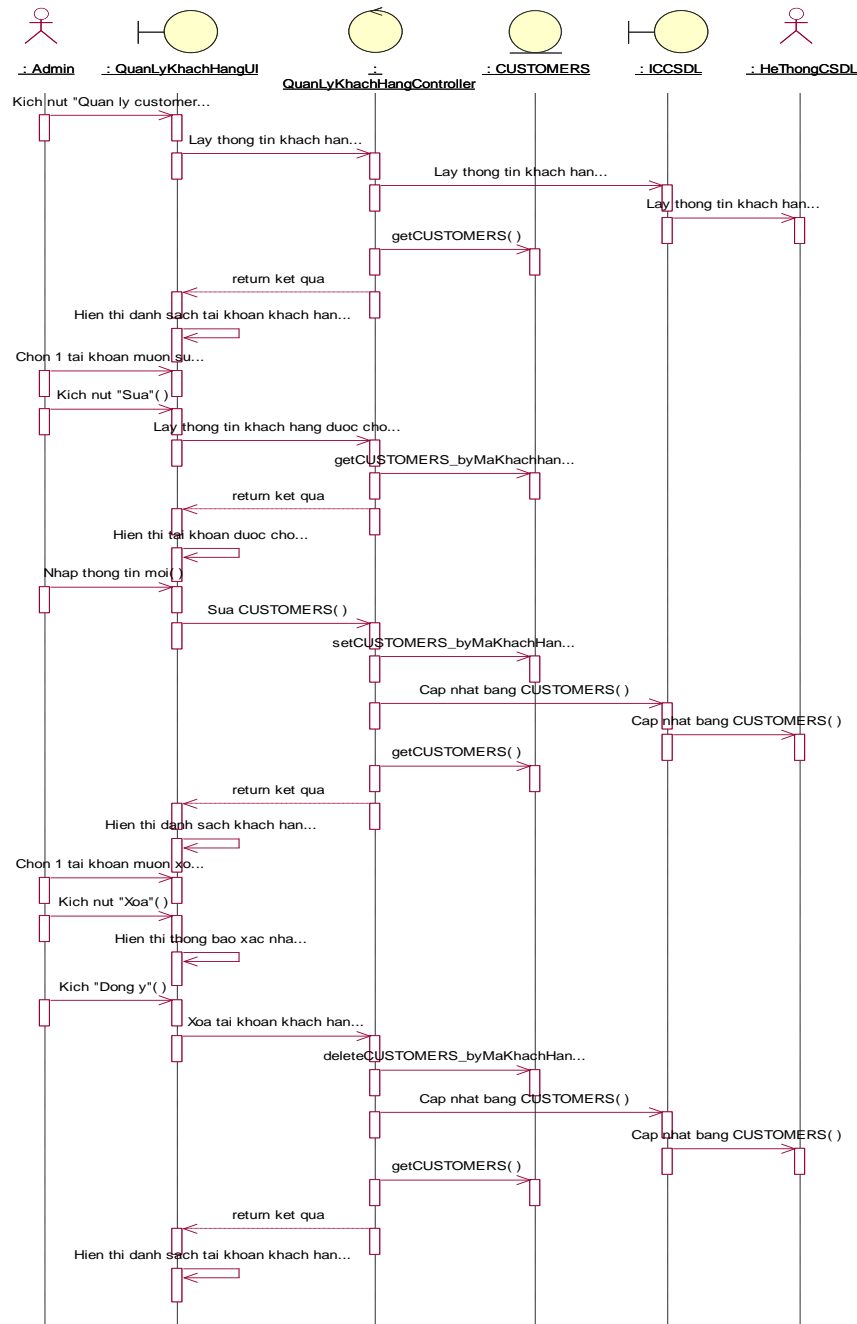 : Admin
: QuanLyKhachHangUI
:
QuanLyKhachHangController
: CUSTOMERS
: ICCSDL
: HeThongCSDL
Kich nut "Quan ly customer...
Lay thong tin khach han...
Lay thong tin khach han...
Lay thong tin khach han...
getCUSTOMERS( )
return ket qua
Hien thi danh sach tai khoan khach han...
Chon 1 tai khoan muon su...
Kich nut "Sua"( )
Lay thong tin khach hang duoc cho...
getCUSTOMERS_byMaKhachhan...
return ket qua
Hien thi tai khoan duoc cho...
Nhap thong tin moi( )
Sua CUSTOMERS( )
setCUSTOMERS_byMaKhachHan...
Cap nhat bang CUSTOMERS( )
Cap nhat bang CUSTOMERS( )
getCUSTOMERS( )
return ket qua
Hien thi danh sach khach han...
Chon 1 tai khoan muon xo...
Kich nut "Xoa"( )
Hien thi thong bao xac nha...
Kich "Dong y"( )
Xoa tai khoan khach han...
deleteCUSTOMERS_byMaKhachHan...
Cap nhat bang CUSTOMERS( )
Cap nhat bang CUSTOMERS( )
getCUSTOMERS( )
return ket qua
Hien thi danh sach tai khoan khach han...